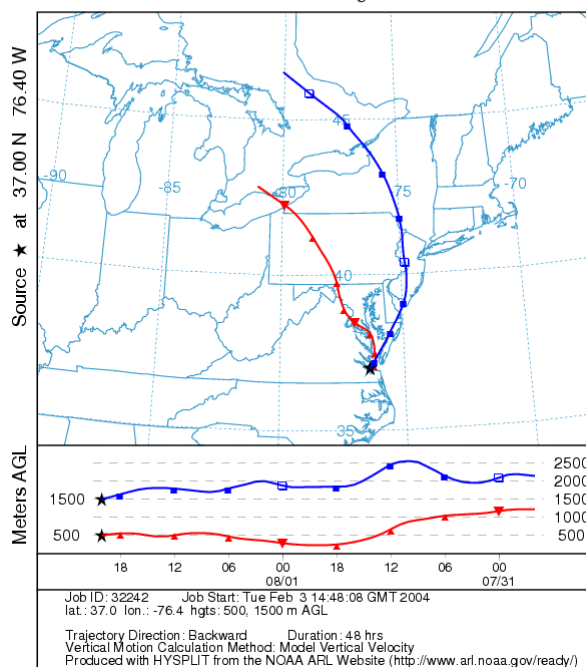 Source ★ at 37.00 N 76.40 W
-90
-85
-80
-75
-70
45
40
35
Meters AGL
1500
500
2500
2000
1500
1000
500
18 12 06 00 18 12 06 00
08/01 07/31
Job ID: 32242 Job Start: Tue Feb 3 14:48:08 GMT 2004
lat.: 37.0 lon.: -76.4 hgts: 500, 1500 m AGL
Trajectory Direction: Backward Duration: 48 hrs
Vertical Motion Calculation Method: Model Vertical Velocity
Produced with HYSPLIT from the NOAA ARL Website (http://www.arl.noaa.gov/ready/)